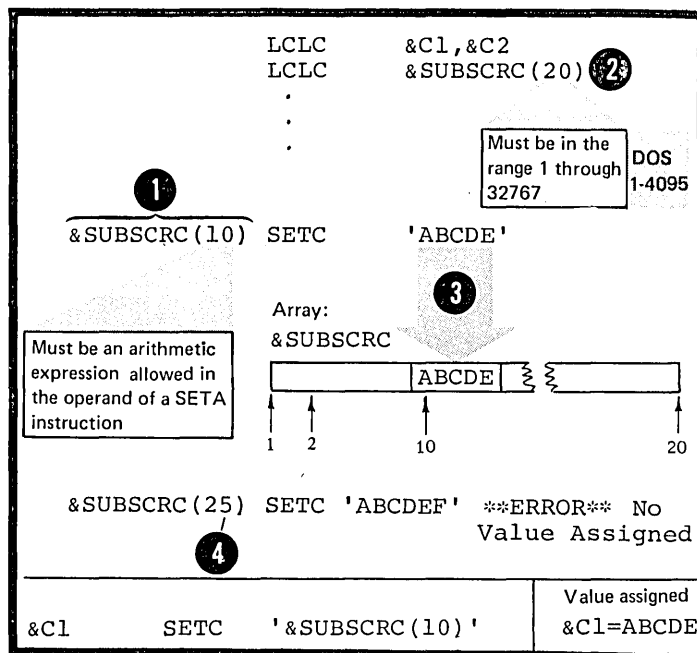 LCLC &C1,&C2
LCLC &SUBSCRC(20) 2
.
.
.
Must be in the
range 1 through
32767
DOS
1-4095
1
&SUBSCRC(10) SETC 'ABCDE'
3
Array:
&SUBSCRC
Must be an arithmetic
expression allowed in
the operand of a SETA
instruction
ABCDE
1 2 10 20
&SUBSCRC(25) SETC 'ABCDEF' **ERROR** No
Value Assigned
4
Value assigned
&C1 SETC '&SUBSCRC(10)' &C1=ABCDE